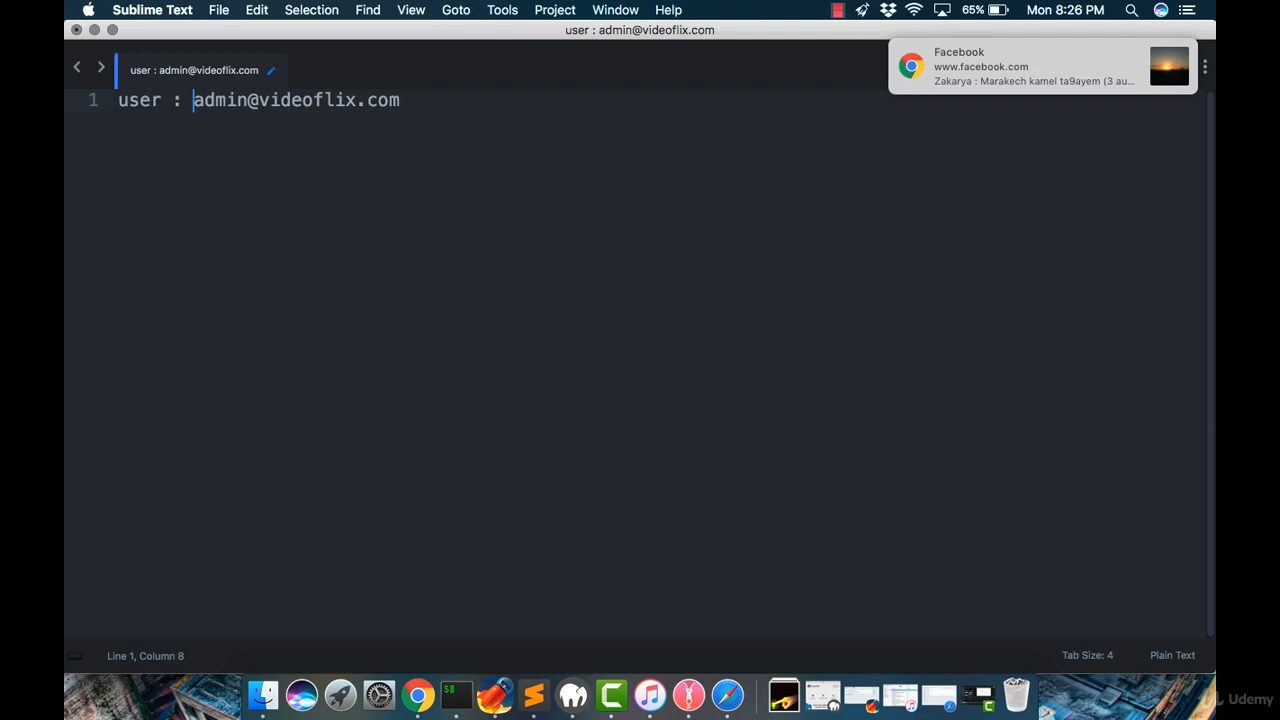 Sublime Text File Edit Selection Find View Goto Tools Project Window Help 65% Mon 8:26 PM
user : admin@videoflix.com
user : admin@videoflix.com
Facebook
www.facebook.com
Zakarya : Marakech kamel ta9ayem (3 au...
1 user : admin@videoflix.com
Line 1, Column 8 Tab Size: 4 Plain Text
$
Udemy